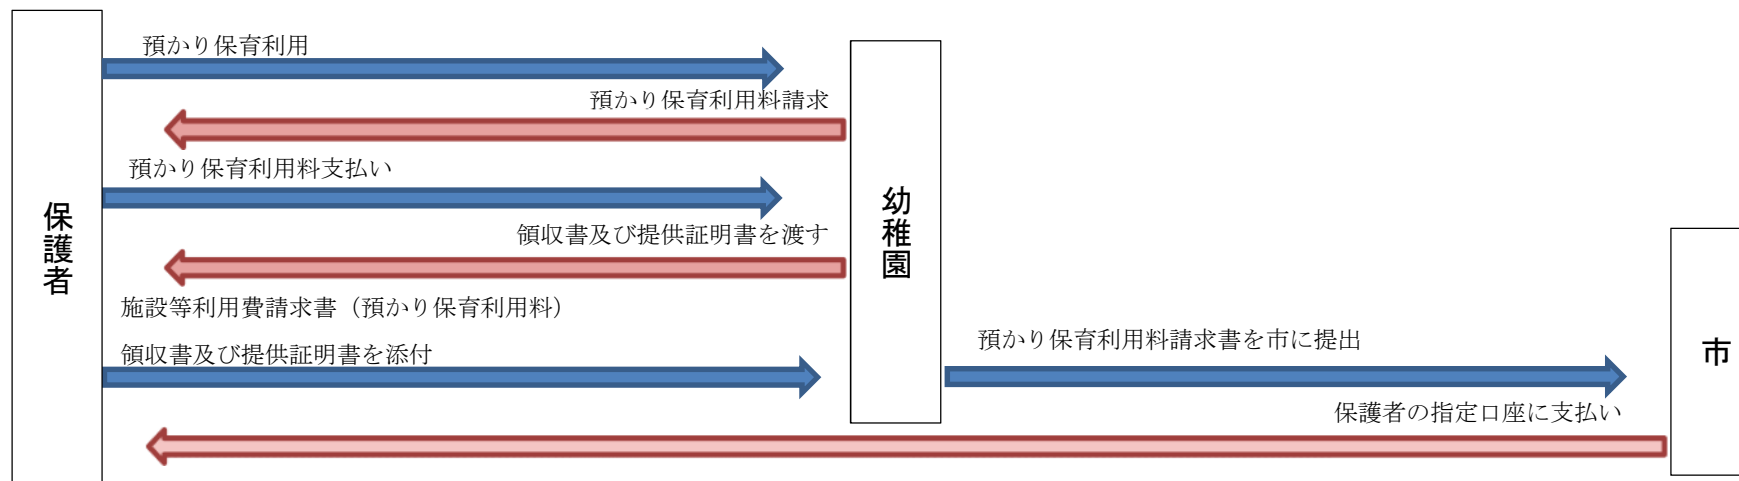 預かり保育利用
預かり保育利用料請求
預かり保育利用料支払い
領収書及び提供証明書を渡す
施設等利用費請求書（預かり保育利用料）
領収書及び提供証明書を添付
預かり保育利用料請求書を市に提出
保護者の指定口座に支払い
保護者
幼稚園
市